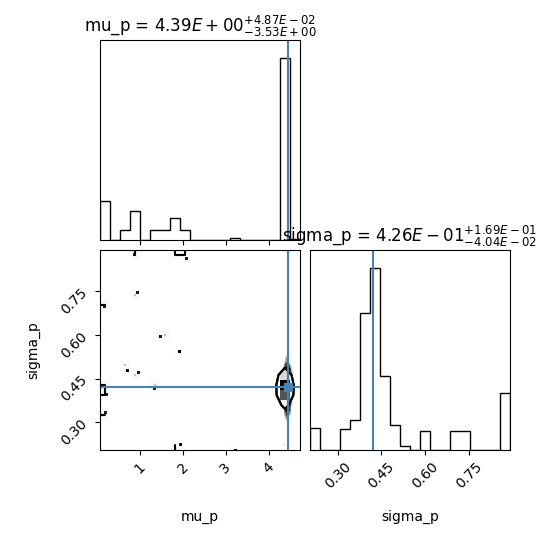 mu_p = 4.39E + 00+4.87E − 02−3.53E + 00
sigma_p = 4.26E − 01+1.69E − 01−4.04E − 02
sigma_p
0.75
0.60
0.45
0.30
1 2 3 4
0.30 0.45 0.60 0.75
mu_p
sigma_p